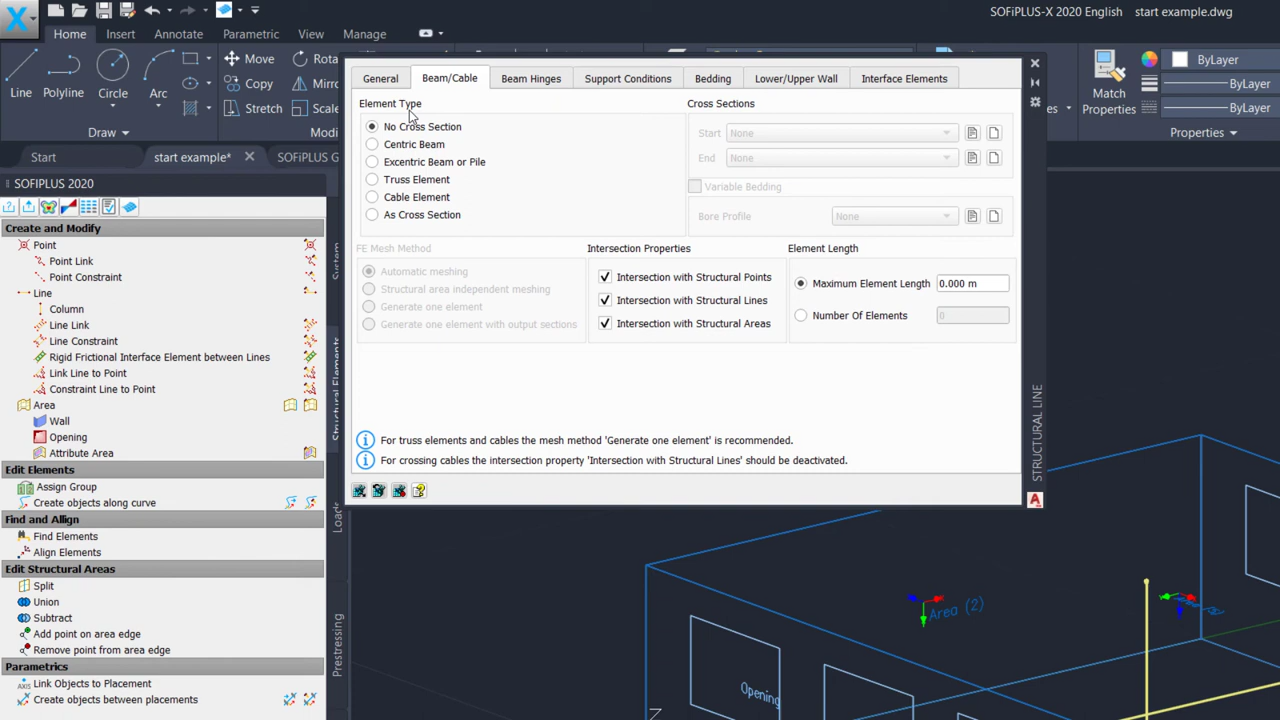 SOFiPLUS-X 2020 English start example.dwg
Home Insert Annotate Parametric View Manage
Line Polyline Circle Arc
Move
Copy
Stretch
Draw
Match Properties
ByLayer
ByLayer
ByLayer
Properties
Start start example*
SOFiPLUS 2020
Create and Modify
Point
Point Link
Point Constraint
Line
Column
Line Link
Line Constraint
Rigid Frictional Interface Element between Lines
Link Line to Point
Constraint Line to Point
Area
Wall
Opening
Attribute Area
Edit Elements
Assign Group
Create objects along curve
Find and Align
Find Elements
Align Elements
Edit Structural Areas
Split
Union
Subtract
Add point on area edge
Remove point from area edge
Parametrics
Link Objects to Placement
Create objects between placements
System
Structural Elements
Loads
Prestressing
General Beam/Cable Beam Hinges Support Conditions Bedding Lower/Upper Wall Interface Elements
Element Type
No Cross Section
Centric Beam
Excentric Beam or Pile
Truss Element
Cable Element
As Cross Section
Cross Sections
Start None
End None
Variable Bedding
Bore Profile None
FE Mesh Method
Automatic meshing
Structural area independent meshing
Generate one element
Generate one element with output sections
Intersection Properties
Intersection with Structural Points
Intersection with Structural Lines
Intersection with Structural Areas
Element Length
Maximum Element Length 0.000 m
Number Of Elements 0
For truss elements and cables the mesh method 'Generate one element' is recommended.
For crossing cables the intersection property 'Intersection with Structural Lines' should be deactivated.
STRUCTURAL LINE
Area (2)
Opening
Z